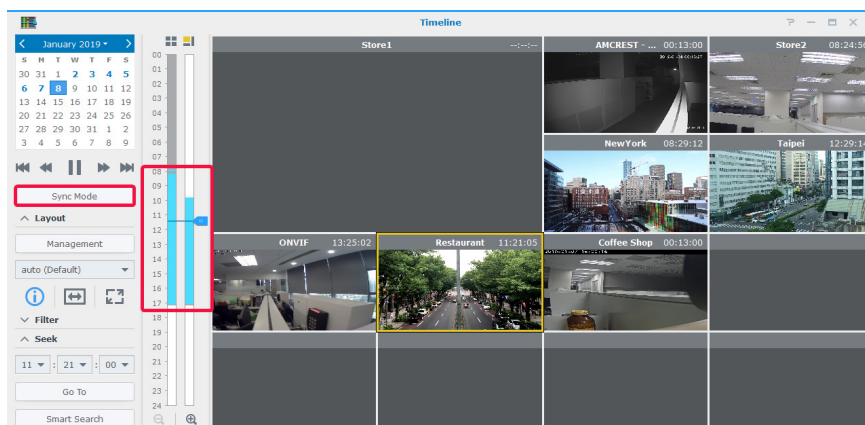 Timeline
January 2019
S M T W T F S
30 31 1 2 3 4 5
6 7 8 9 10 11 12
13 14 15 16 17 18 19
20 21 22 23 24 25 26
27 28 29 30 31 1 2
3 4 5 6 7 8 9
Sync Mode
Layout
Management
auto (Default)
Filter
Seek
11 : 21 : 00
Go To
Smart Search
00
01
02
03
04
05
06
07
08
09
10
11
12
13
14
15
16
17
18
19
20
21
22
23
24
Store1 --:--:--
AMCREST - ... 00:13:00
Store2 08:24:56
NewYork 08:29:12
Taipei 12:29:14
ONVIF 13:25:02
Restaurant 11:21:05
Coffee Shop 00:13:00